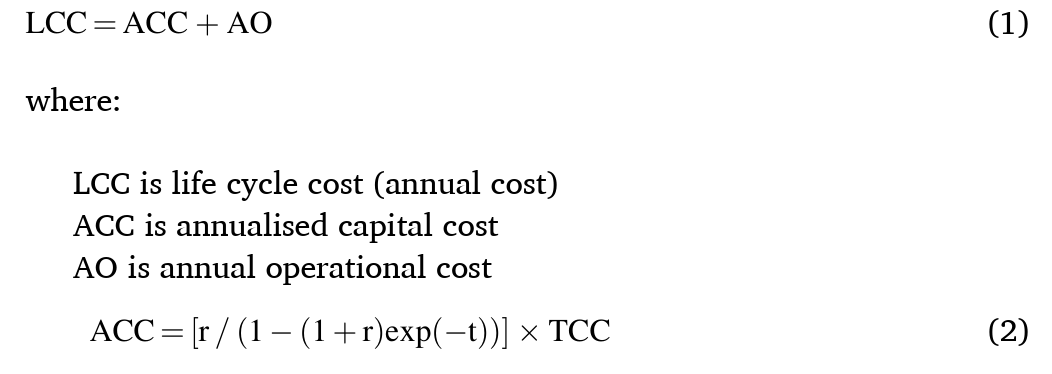 LCC = ACC + AO (1)
where:
LCC is life cycle cost (annual cost)
ACC is annualised capital cost
AO is annual operational cost
ACC = [r / (1 − (1 + r)exp(−t))] × TCC (2)